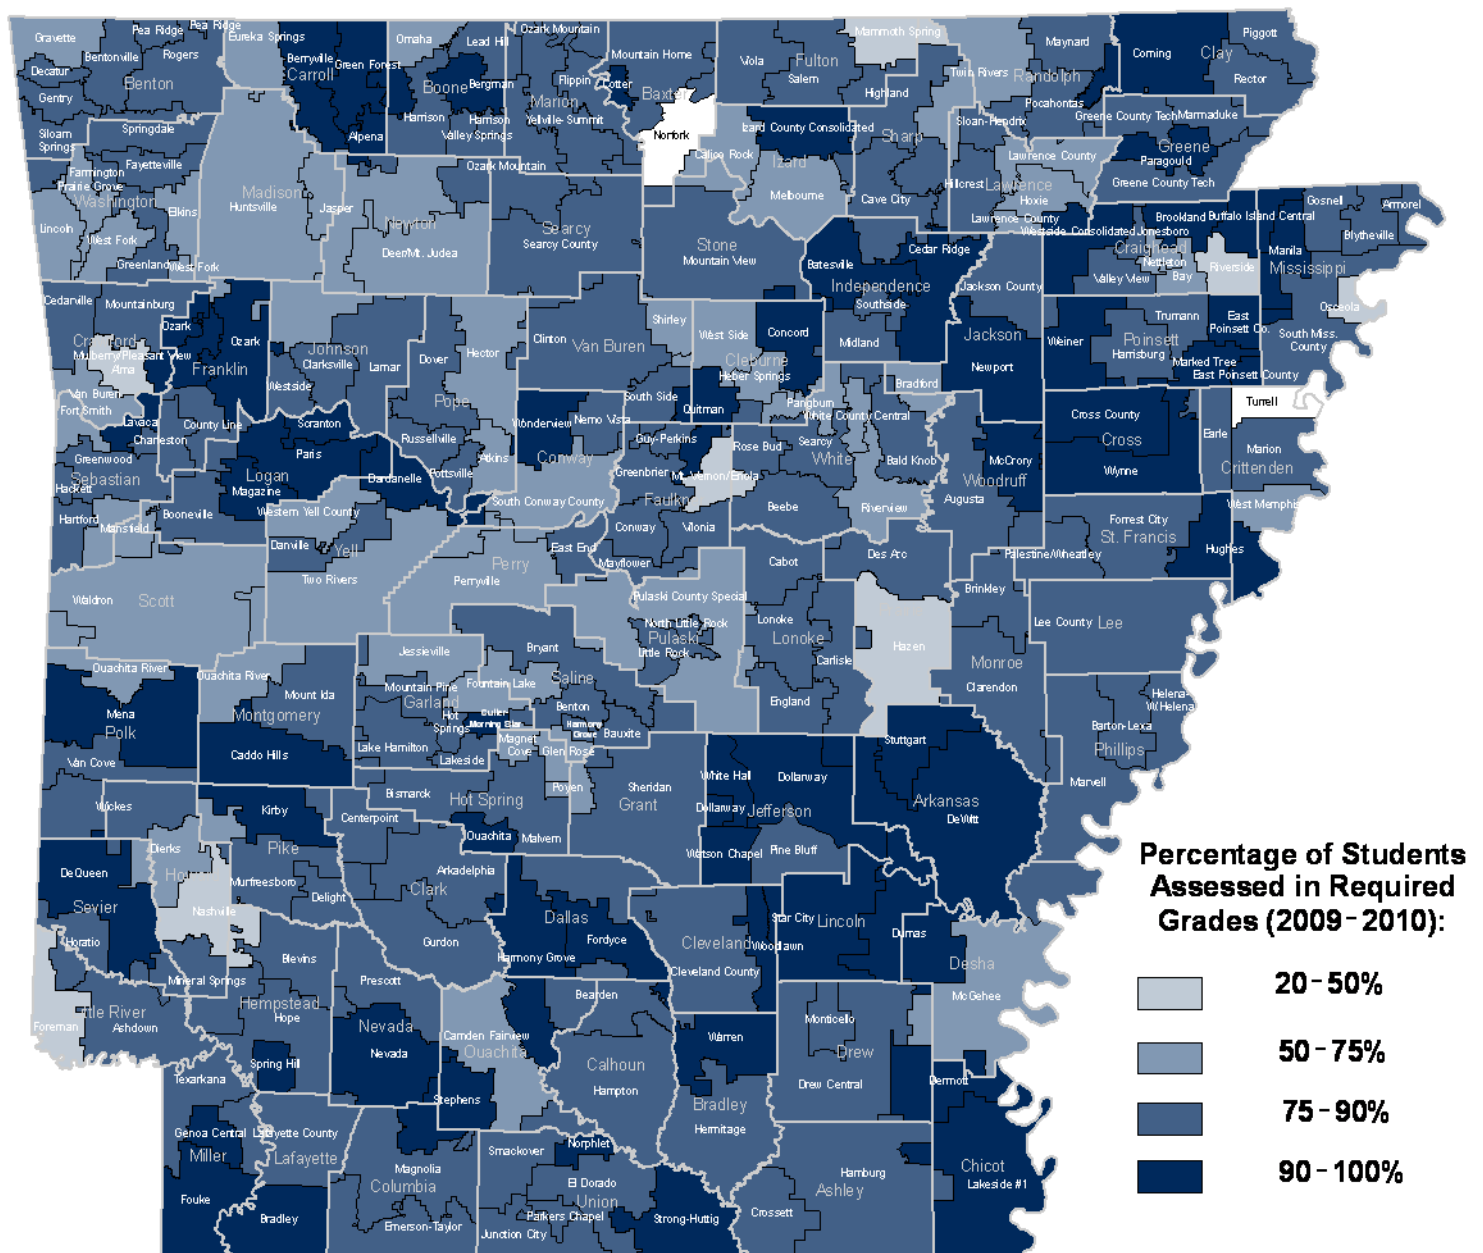 Gravette
Pea Ridge
Pea Ridge
Eureka Springs
Bentonville
Rogers
Decatur
Benton
Gentry
Siloam
Springs
Springdale
Berryville
Carroll
Green Forest
Alpena
Omaha
Lead Hill
Boone
Bergman
Harrison
Harrison
Valley Springs
Ozark Mountain
Flippin
Marion
Yellville-Summit
Ozark Mountain
Mountain Home
Cotter
Norfork
Calico Rock
Viola
Fulton
Salem
Mammoth Spring
Highland
Izard County Consolidated
Izard
Melbourne
Sharp
Cave City
Twin Rivers
Randolph
Maynard
Pocahontas
Sloan-Hendrix
Corning
Clay
Piggott
Rector
Greene County Tech
Marmaduke
Greene
Paragould
Greene County Tech
Lawrence County
Hillcrest
Lawrence
Hoxie
Lawrence County
Fayetteville
Farmington
Prairie Grove
Washington
Elkins
Lincoln
West Fork
Greenland
West Fork
Madison
Huntsville
Jasper
Newton
Deer/Mt. Judea
Searcy
Searcy County
Stone
Mountain View
Batesville
Cedar Ridge
Independence
Southside
Midland
Westside Consolidated
Jonesboro
Brookland
Buffalo Island Central
Craighead
Nettleton
Valley View
Bay
Riverside
Gosnell
Armorel
Blytheville
Manila
Mississippi
Osceola
South Miss.
County
Cedarville
Mountainburg
Crawford
Mulberry/Pleasant View
Alma
Van Buren
Fort Smith
Ozark
Ozark
Franklin
Johnson
Clarksville
Westside
Lamar
Dover
Hector
Pope
Russellville
Pottsville
Atkins
Clinton
Van Buren
Shirley
South Side
West Side
Concord
Cleburne
Heber Springs
Quitman
Jackson County
Jackson
Newport
Bradford
Pangburn
White County Central
Weiner
Trumann
Poinsett
Harrisburg
East
Poinsett Co.
Marked Tree
East Poinsett County
Turrell
Lavaca
Charleston
Greenwood
Sebastian
Hackett
Hartford
Mansfield
County Line
Scranton
Paris
Logan
Magazine
Booneville
Dardanelle
Western Yell County
Danville
Yell
Two Rivers
Wonderview
Nemo Vista
Conway
South Conway County
Guy-Perkins
Greenbrier
Mt. Vernon/Enola
Conway
Vilonia
Mayflower
Rose Bud
Searcy
White
Bald Knob
Beebe
Riverview
McCrory
Woodruff
Augusta
Cross County
Cross
Wynne
Earle
Marion
Crittenden
West Memphis
Forrest City
St. Francis
Palestine/Wheatley
Hughes
Waldron
Scott
Perry
Perryville
East End
Cabot
Des Arc
Pulaski County Special
North Little Rock
Pulaski
Little Rock
Lonoke
Lonoke
Carlisle
England
Hazen
Brinkley
Monroe
Clarendon
Lee County
Lee
Ouachita River
Ouachita River
Mena
Polk
Van Cove
Mount Ida
Montgomery
Caddo Hills
Jessieville
Mountain Pine
Fountain Lake
Garland
Hot
Springs
Cutter
Morning Star
Lake Hamilton
Lakeside
Magnet
Cove
Bryant
Saline
Benton
Harmony
Grove
Bauxite
Glen Rose
Poyen
Sheridan
Grant
White Hall
Dollarway
Dollarway
Jefferson
Watson Chapel
Pine Bluff
Stuttgart
Arkansas
DeWitt
Helena-
W.Helena
Barton-Lexa
Phillips
Marvell
Wickes
Kirby
Centerpoint
Bismarck
Hot Spring
Ouachita
Malvern
DeQueen
Dierks
Pike
Murfreesboro
Delight
Sevier
Horatio
Nashville
Mineral Springs
Arkadelphia
Clark
Gurdon
Dallas
Fordyce
Harmony Grove
Cleveland
Cleveland County
Woodlawn
Star City
Lincoln
Dumas
Desha
McGehee
Foreman
ttle River
Ashdown
Blevins
Hempstead
Hope
Spring Hill
Prescott
Nevada
Nevada
Camden Fairview
Ouachita
Stephens
Bearden
Calhoun
Hampton
Warren
Bradley
Hermitage
Monticello
Drew
Drew Central
Dermott
Texarkana
Genoa Central
Lafayette County
Miller
Lafayette
Fouke
Bradley
Magnolia
Columbia
Emerson-Taylor
Smackover
Norphlet
El Dorado
Union
Parkers Chapel
Junction City
Strong-Huttig
Hamburg
Ashley
Crossett
Chicot
Lakeside #1
Percentage of Students
Assessed in Required
Grades (2009-2010):
20-50%
50-75%
75-90%
90-100%